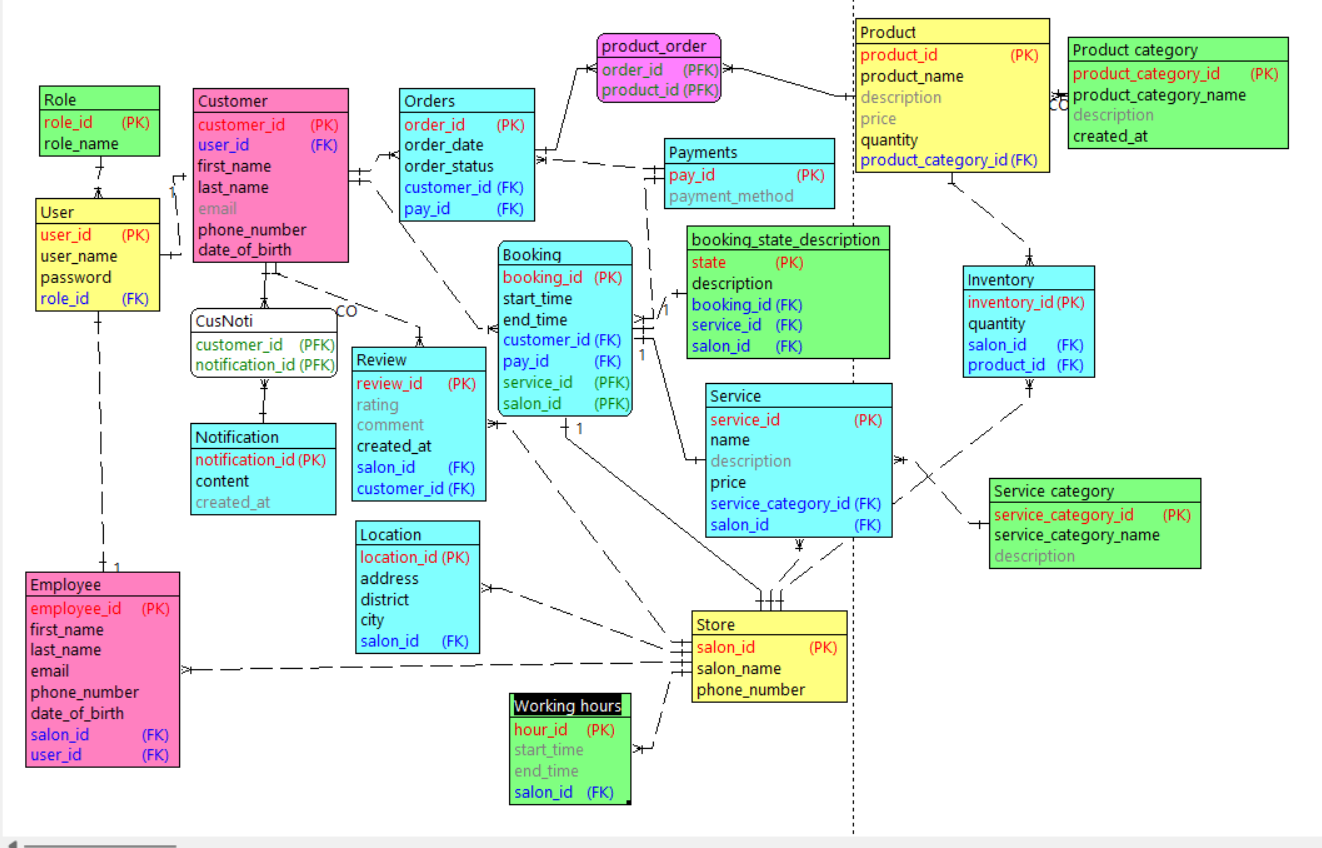 Role
role_id (PK)
role_name
Customer
customer_id (PK)
user_id (FK)
first_name
last_name
email
phone_number
date_of_birth
Orders
order_id (PK)
order_date
order_status
customer_id (FK)
pay_id (FK)
product_order
order_id (PFK)
product_id (PFK)
Product
product_id (PK)
product_name
description
price
quantity
product_category_id (FK)
CO
Product category
product_category_id (PK)
product_category_name
description
created_at
Payments
pay_id (PK)
payment_method
1
User
user_id (PK)
user_name
password
role_id (FK)
Booking
booking_id (PK)
start_time
end_time
customer_id (FK)
pay_id (FK)
service_id (PFK)
salon_id (PFK)
booking_state_description
state (PK)
description
booking_id (FK)
service_id (FK)
salon_id (FK)
1
1
1
Inventory
inventory_id (PK)
quantity
salon_id (FK)
product_id (FK)
CusNoti
customer_id (PFK)
notification_id (PFK)
CO
Review
review_id (PK)
rating
comment
created_at
salon_id (FK)
customer_id (FK)
Service
service_id (PK)
name
description
price
service_category_id (FK)
salon_id (FK)
Notification
notification_id (PK)
content
created_at
Service category
service_category_id (PK)
service_category_name
description
Location
location_id (PK)
address
district
city
salon_id (FK)
1
Employee
employee_id (PK)
first_name
last_name
email
phone_number
date_of_birth
salon_id (FK)
user_id (FK)
Store
salon_id (PK)
salon_name
phone_number
Working hours
hour_id (PK)
start_time
end_time
salon_id (FK)